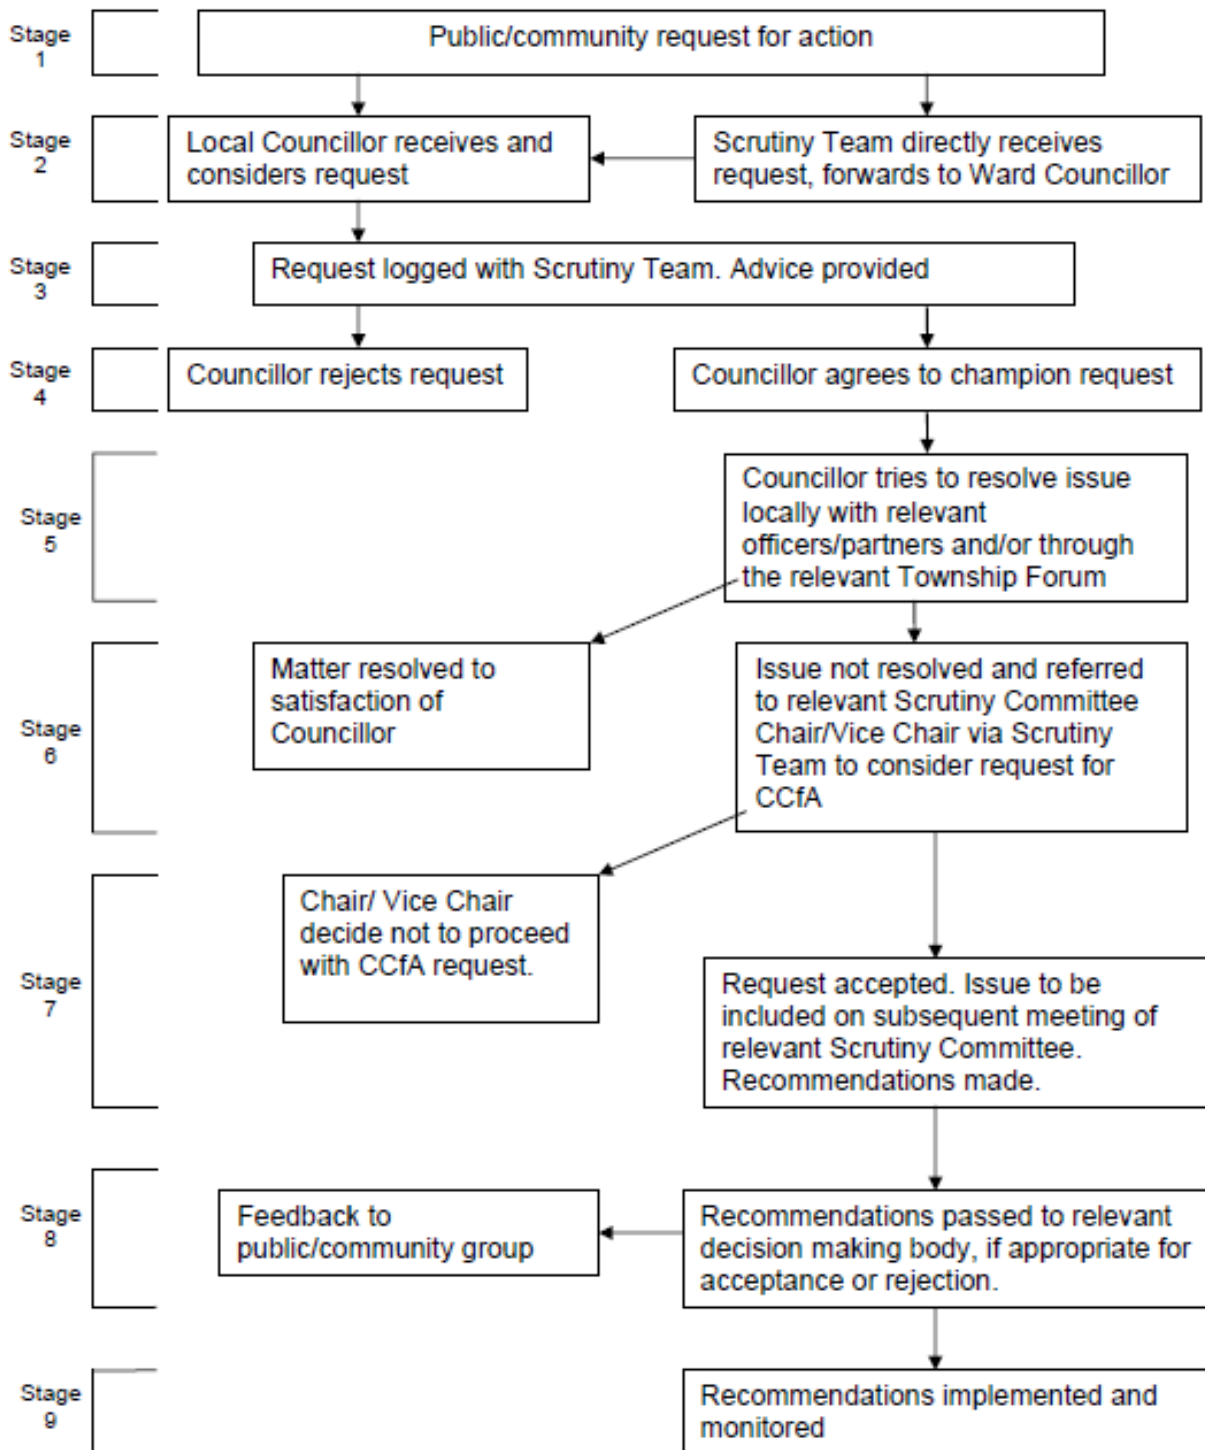 Stage
1
Public/community request for action
Stage
2
Local Councillor receives and
considers request
Scrutiny Team directly receives
request, forwards to Ward Councillor
Stage
3
Request logged with Scrutiny Team. Advice provided
Stage
4
Councillor rejects request
Councillor agrees to champion request
Stage
5
Councillor tries to resolve issue
locally with relevant
officers/partners and/or through
the relevant Township Forum
Stage
6
Matter resolved to
satisfaction of
Councillor
Issue not resolved and referred
to relevant Scrutiny Committee
Chair/Vice Chair via Scrutiny
Team to consider request for
CCfA
Stage
7
Chair/ Vice Chair
decide not to proceed
with CCfA request.
Request accepted. Issue to be
included on subsequent meeting of
relevant Scrutiny Committee.
Recommendations made.
Stage
8
Feedback to
public/community group
Recommendations passed to relevant
decision making body, if appropriate for
acceptance or rejection.
Stage
9
Recommendations implemented and
monitored